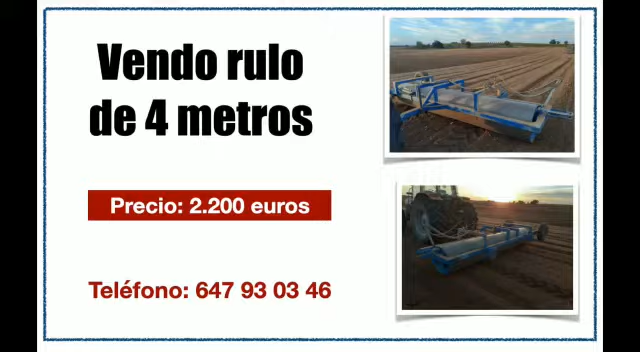 Vendo rulo
de 4 metros
Precio: 2.200 euros
Teléfono: 647 93 03 46